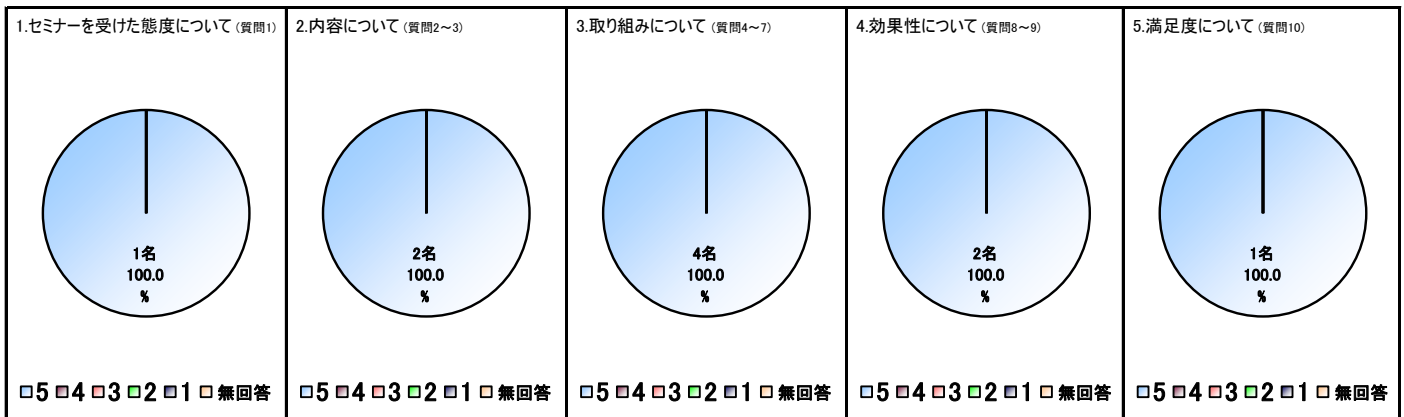 1.セミナーを受けた態度について(質問1)
1名
100.0
%
5 4 3 2 1 無回答
2.内容について(質問2～3)
2名
100.0
%
5 4 3 2 1 無回答
3.取り組みについて(質問4～7)
4名
100.0
%
5 4 3 2 1 無回答
4.効果性について(質問8～9)
2名
100.0
%
5 4 3 2 1 無回答
5.満足度について(質問10)
1名
100.0
%
5 4 3 2 1 無回答